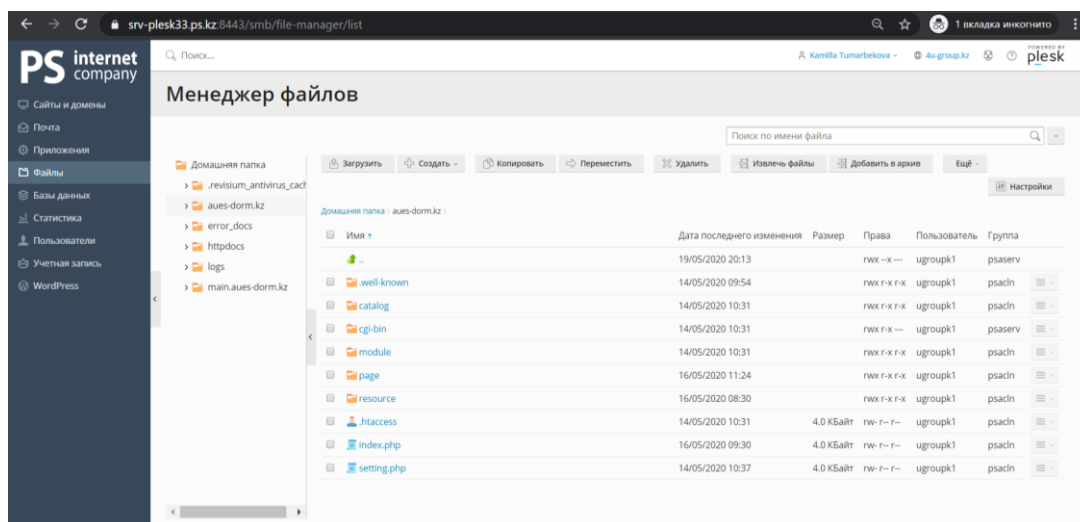 srv-plesk33.ps.kz:8443/smb/file-manager/list
1 вкладка инкогнито
PS internet company
Поиск...
Kamilla Tumarbekova
4u-group.kz
POWERED BY
plesk
Сайты и домены
Почта
Приложения
Файлы
Базы данных
Статистика
Пользователи
Учетная запись
WordPress
Менеджер файлов
Поиск по имени файла
Домашняя папка
.revisium_antivirus_cach
aues-dorm.kz
error_docs
httpdocs
logs
main.aues-dorm.kz
Загрузить Создать Копировать Переместить Удалить Извлечь файлы Добавить в архив Ещё
Настройки
Домашняя папка > aues-dorm.kz >
Имя ↑ Дата последнего изменения Размер Права Пользователь Группа
.. 19/05/2020 20:13 rwx --x --- ugroupk1 psaserv
.well-known 14/05/2020 09:54 rwx r-x r-x ugroupk1 psacln
catalog 14/05/2020 10:31 rwx r-x r-x ugroupk1 psacln
cgi-bin 14/05/2020 10:31 rwx r-x --- ugroupk1 psaserv
module 14/05/2020 10:31 rwx r-x r-x ugroupk1 psacln
page 16/05/2020 11:24 rwx r-x r-x ugroupk1 psacln
resource 16/05/2020 08:30 rwx r-x r-x ugroupk1 psacln
.htaccess 14/05/2020 10:31 4.0 КБайт rw- r-- r-- ugroupk1 psacln
index.php 16/05/2020 09:30 4.0 КБайт rw- r-- r-- ugroupk1 psacln
setting.php 14/05/2020 10:37 4.0 КБайт rw- r-- r-- ugroupk1 psacln